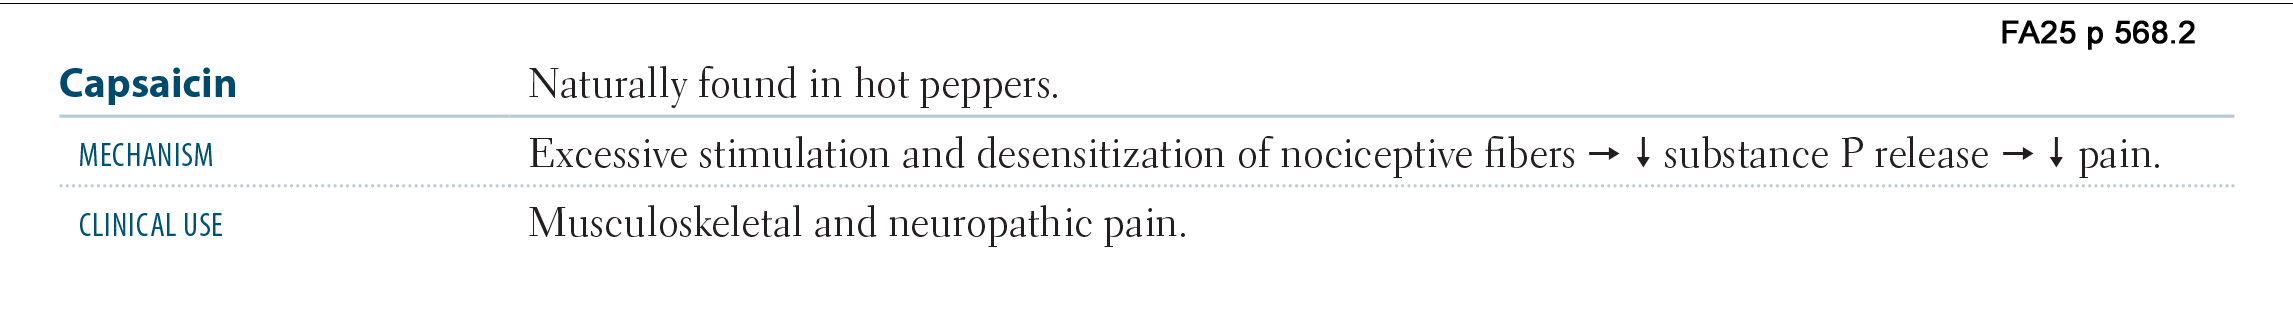 FA25 p 568.2
Capsaicin Naturally found in hot peppers.
MECHANISM Excessive stimulation and desensitization of nociceptive fibers → ↓ substance P release → ↓ pain.
CLINICAL USE Musculoskeletal and neuropathic pain.